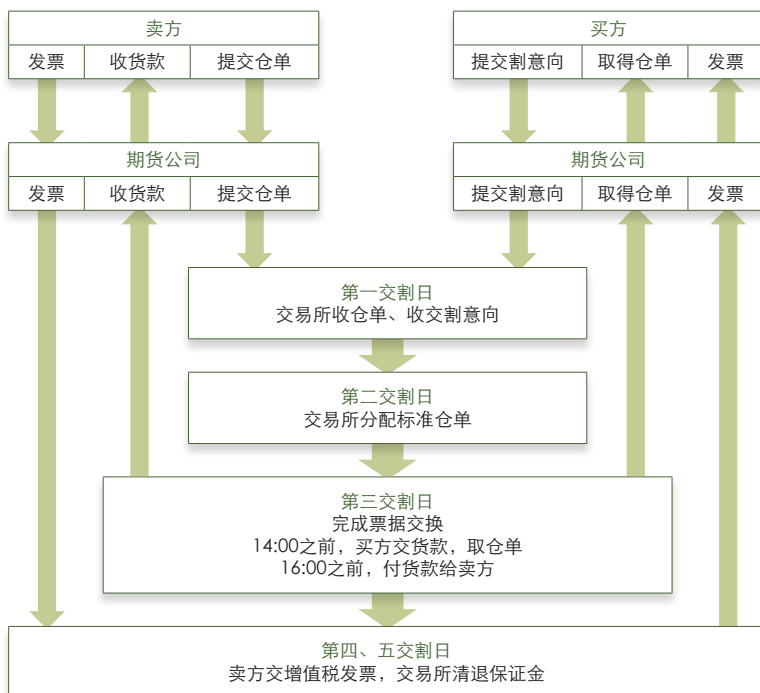 卖方
发票 收货款 提交仓单
买方
提交割意向 取得仓单 发票
期货公司
发票 收货款 提交仓单
期货公司
提交割意向 取得仓单 发票
第一交割日
交易所收仓单、收交割意向
第二交割日
交易所分配标准仓单
第三交割日
完成票据交换
14:00之前，买方交货款，取仓单
16:00之前，付货款给卖方
第四、五交割日
卖方交增值税发票，交易所清退保证金